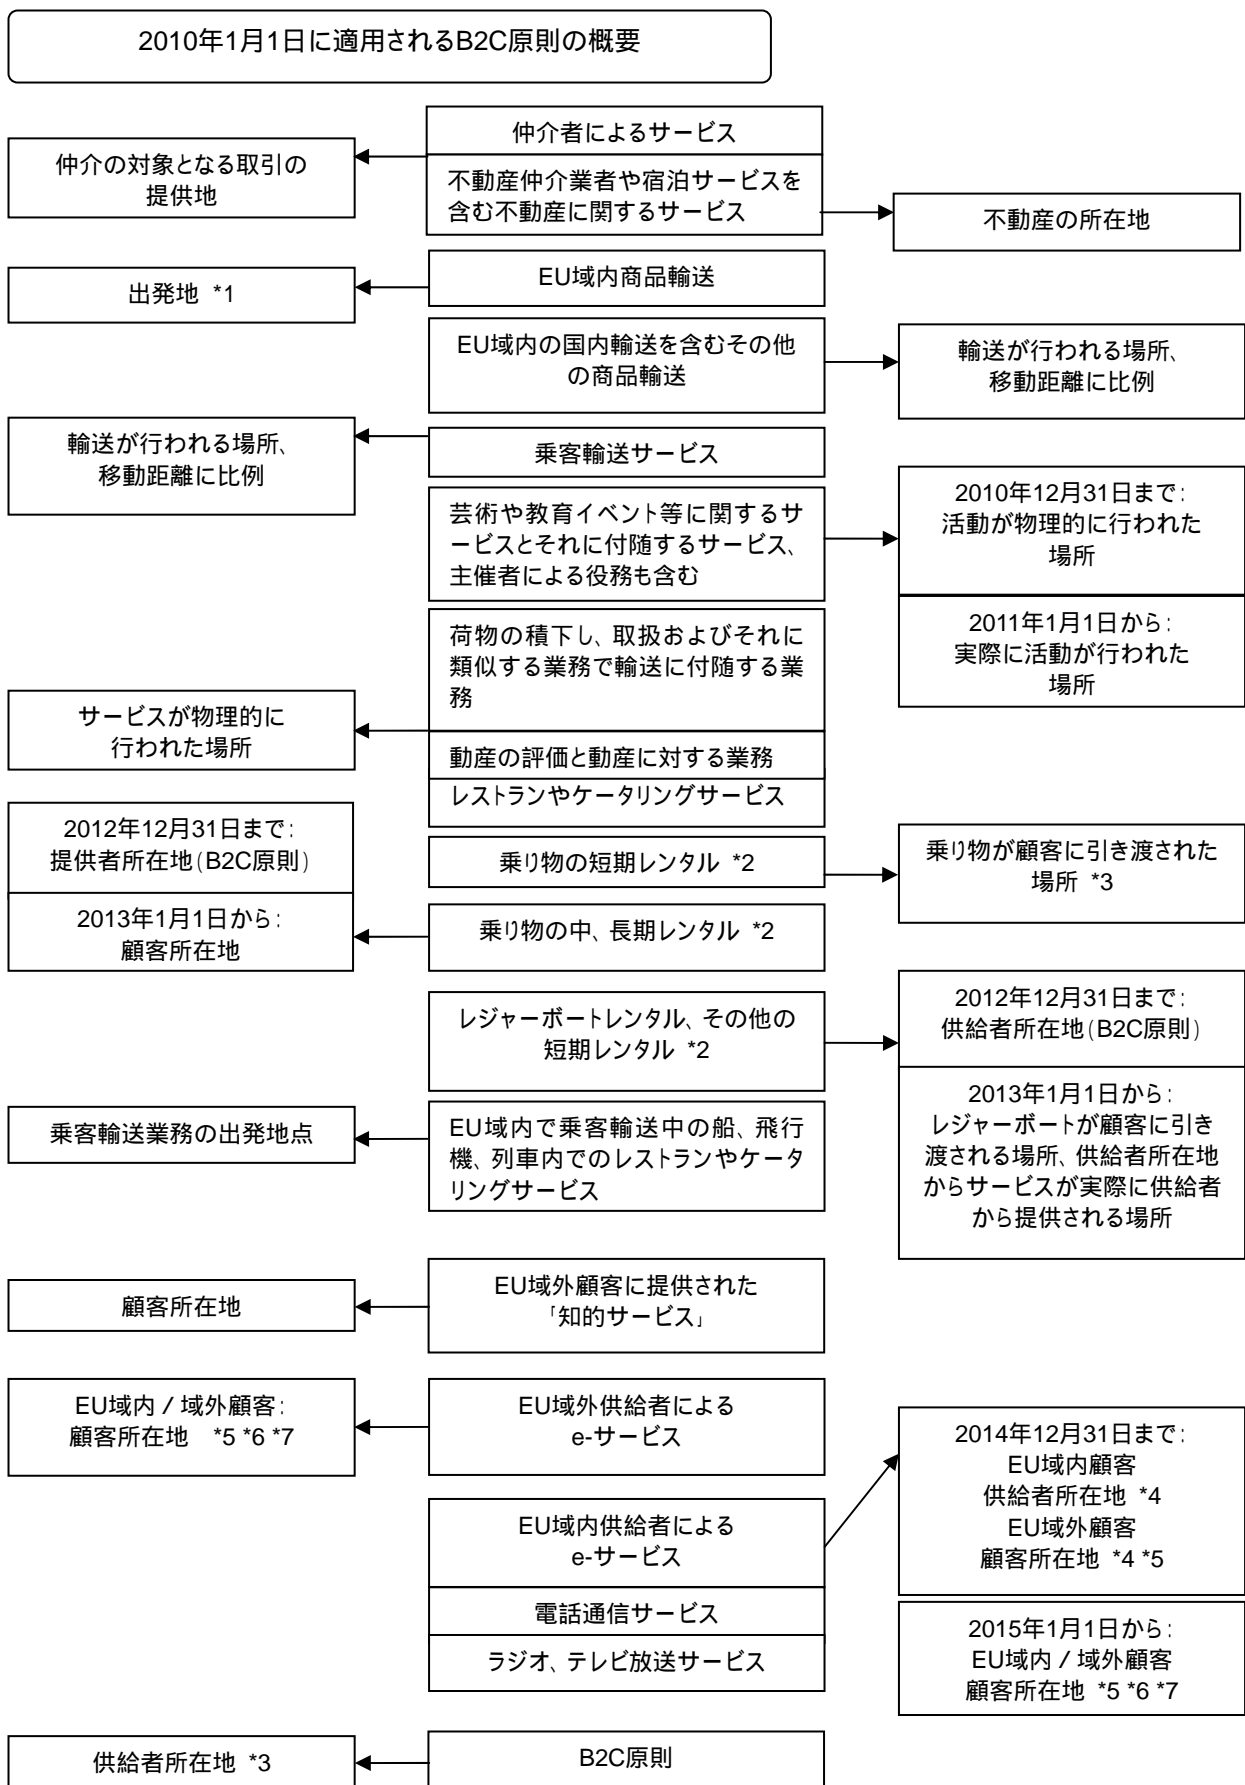 2010年1月1日に適用されるB2C原則の概要
仲介の対象となる取引の
提供地
仲介者によるサービス
不動産仲介業者や宿泊サービスを
含む不動産に関するサービス
不動産の所在地
出発地 *1
EU域内商品輸送
EU域内の国内輸送を含むその他
の商品輸送
輸送が行われる場所、
移動距離に比例
輸送が行われる場所、
移動距離に比例
乗客輸送サービス
芸術や教育イベント等に関するサ
ービスとそれに付随するサービス、
主催者による役務も含む
2010年12月31日まで:
活動が物理的に行われた
場所
2011年1月1日から:
実際に活動が行われた
場所
荷物の積下し、取扱およびそれに
類似する業務で輸送に付随する業
務
サービスが物理的に
行われた場所
動産の評価と動産に対する業務
レストランやケータリングサービス
2012年12月31日まで:
提供者所在地(B2C原則)
2013年1月1日から:
顧客所在地
乗り物の短期レンタル *2
乗り物が顧客に引き渡された
場所 *3
乗り物の中、長期レンタル *2
レジャーボートレンタル、その他の
短期レンタル *2
2012年12月31日まで:
供給者所在地(B2C原則)
2013年1月1日から:
レジャーボートが顧客に引き
渡される場所、供給者所在地
からサービスが実際に供給者
から提供される場所
乗客輸送業務の出発地点
EU域内で乗客輸送中の船、飛行
機、列車内でのレストランやケータ
リングサービス
顧客所在地
EU域外顧客に提供された
「知的サービス」
EU域内/域外顧客:
顧客所在地 *5 *6 *7
EU域外供給者による
e-サービス
EU域内供給者による
e-サービス
電話通信サービス
ラジオ、テレビ放送サービス
2014年12月31日まで:
EU域内顧客
供給者所在地 *4
EU域外顧客
顧客所在地 *4 *5
2015年1月1日から:
EU域内/域外顧客
顧客所在地 *5 *6 *7
供給者所在地 *3
B2C原則